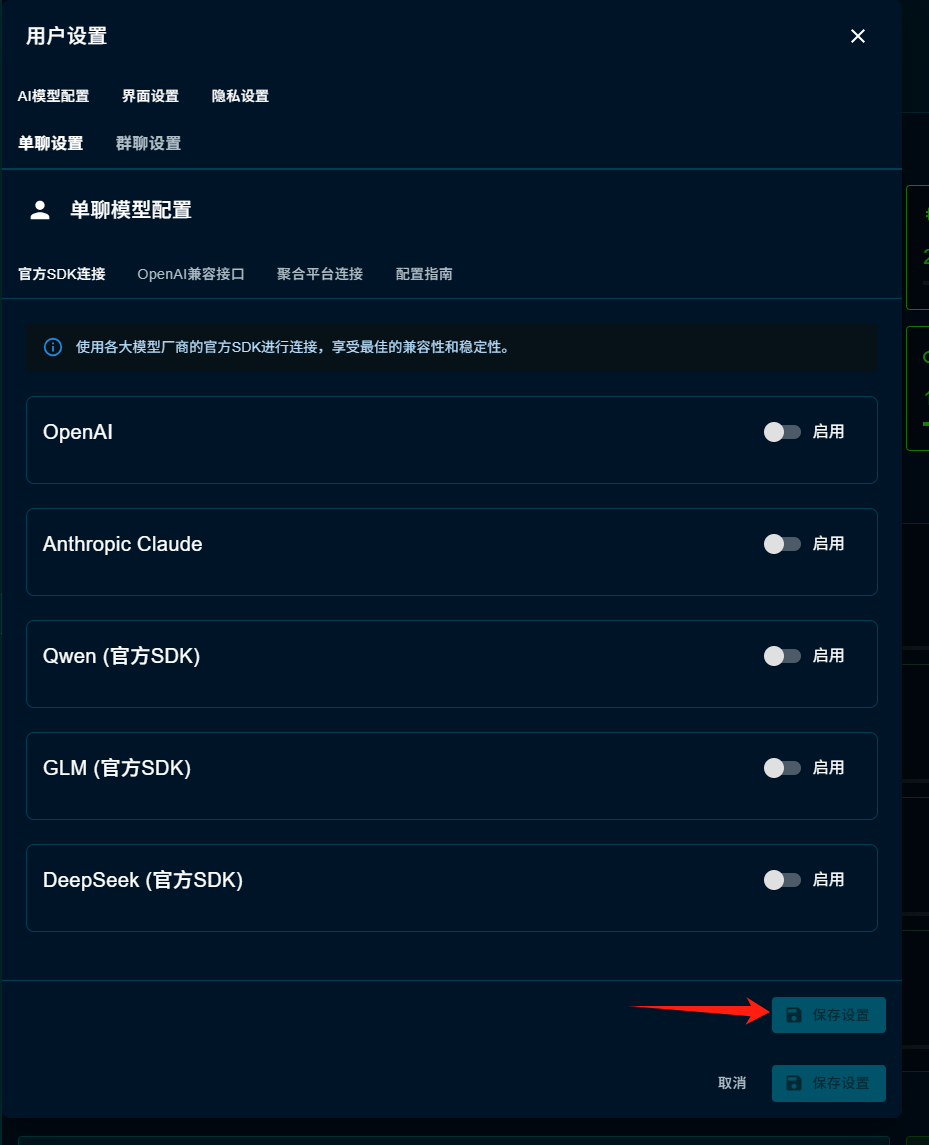 用户设置
AI模型配置 界面设置 隐私设置
单聊设置 群聊设置
单聊模型配置
官方SDK连接 OpenAI兼容接口 聚合平台连接 配置指南
使用各大模型厂商的官方SDK进行连接，享受最佳的兼容性和稳定性。
OpenAI 启用
Anthropic Claude 启用
Qwen (官方SDK) 启用
GLM (官方SDK) 启用
DeepSeek (官方SDK) 启用
保存设置
取消 保存设置